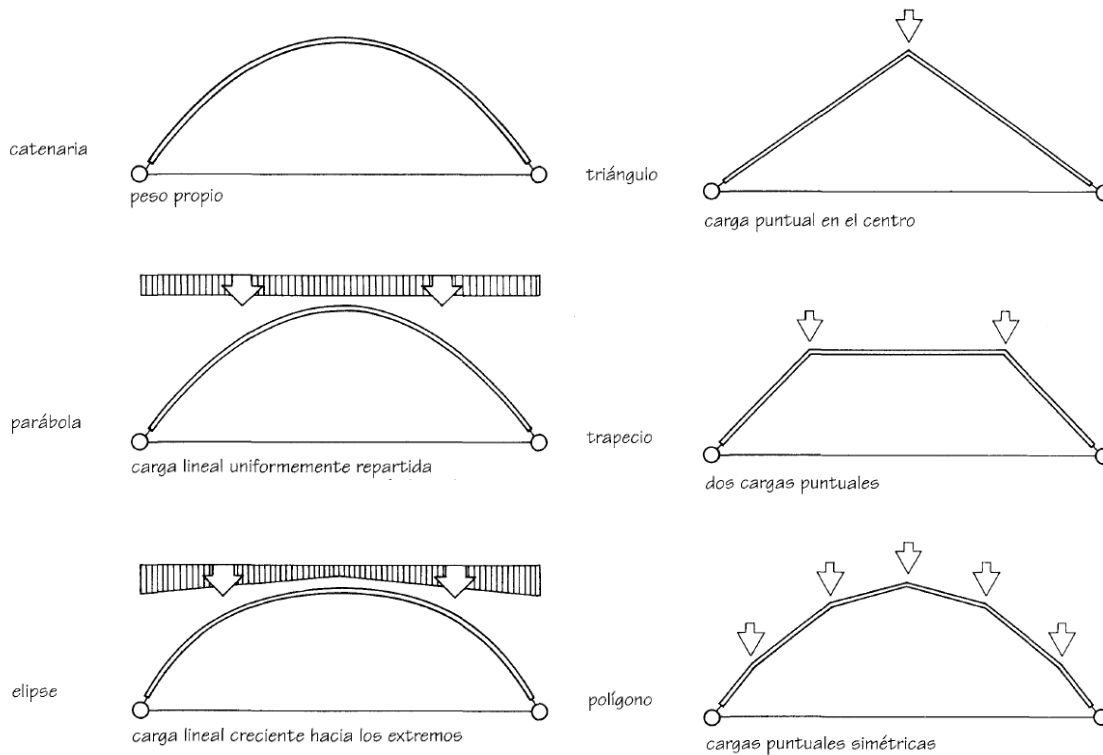 catenaria
peso propio
parábola
carga lineal uniformemente repartida
elipse
carga lineal creciente hacia los extremos
triángulo
carga puntual en el centro
trapecio
dos cargas puntuales
polígono
cargas puntuales simétricas